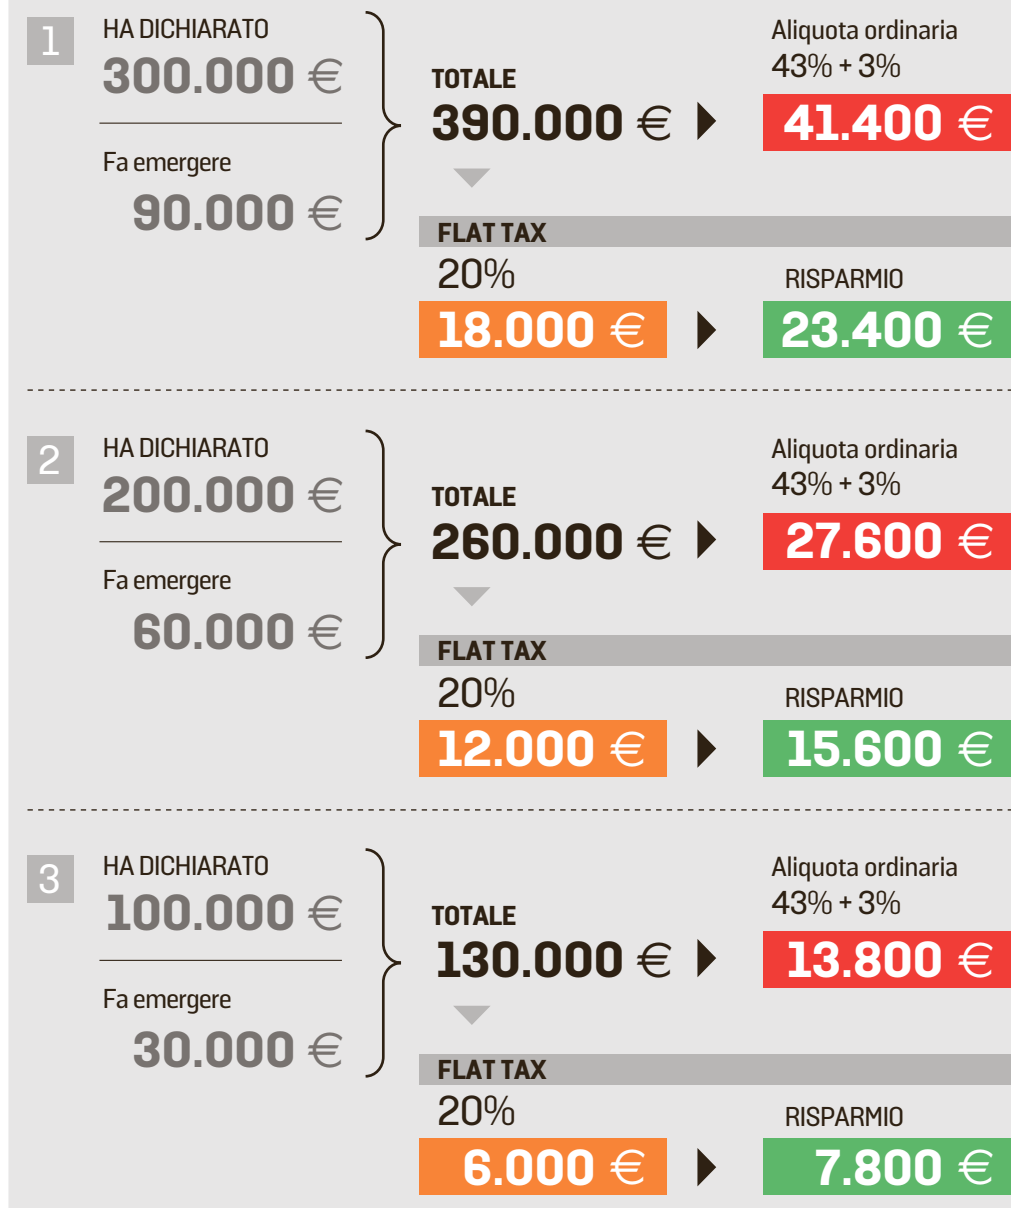 1
HA DICHIARATO
300.000 €
Fa emergere
90.000 €
TOTALE
390.000 €
Aliquota ordinaria
43% + 3%
41.400 €
FLAT TAX
20%
18.000 €
RISPARMIO
23.400 €
2
HA DICHIARATO
200.000 €
Fa emergere
60.000 €
TOTALE
260.000 €
Aliquota ordinaria
43% + 3%
27.600 €
FLAT TAX
20%
12.000 €
RISPARMIO
15.600 €
3
HA DICHIARATO
100.000 €
Fa emergere
30.000 €
TOTALE
130.000 €
Aliquota ordinaria
43% + 3%
13.800 €
FLAT TAX
20%
6.000 €
RISPARMIO
7.800 €